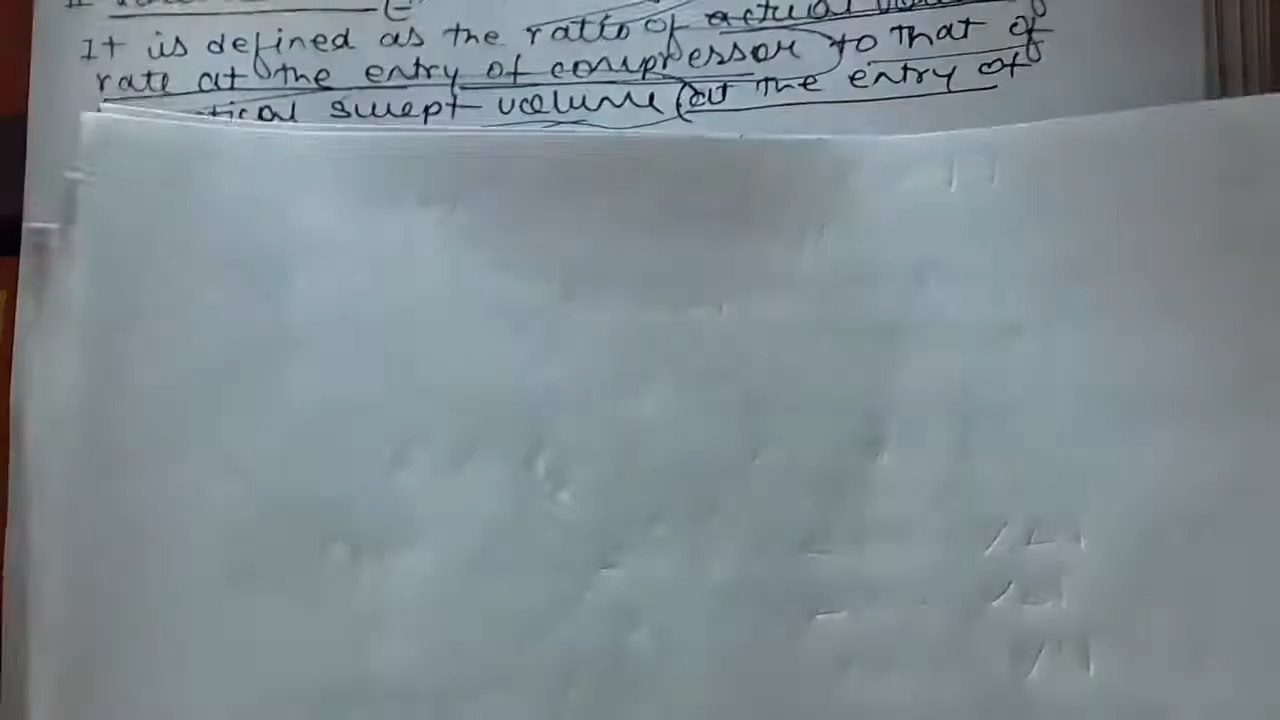 It is defined as the ratio of actual
rate at the entry of compressor to that of
swept volume (at the entry of